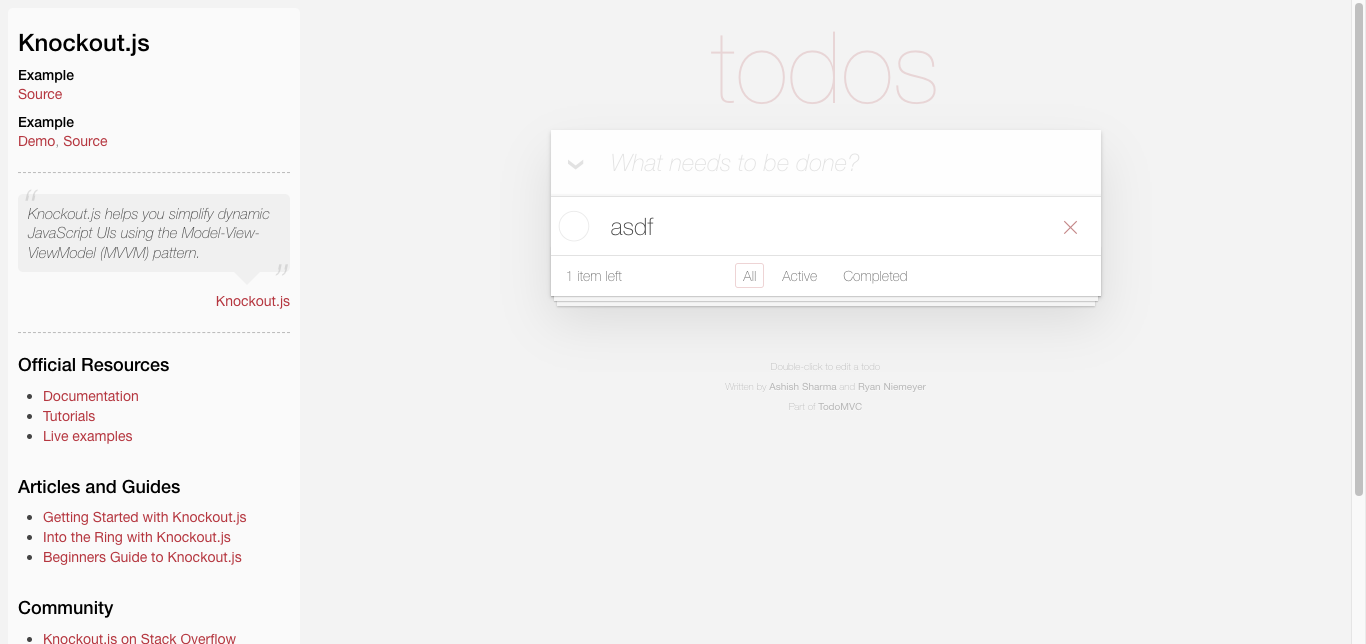 Knockout.js
Example
Source
Example
Demo, Source
“
Knockout.js helps you simplify dynamic
JavaScript UIs using the Model-View-
ViewModel (MVVM) pattern.
”
Knockout.js
Official Resources
Documentation
Tutorials
Live examples
Articles and Guides
Getting Started with Knockout.js
Into the Ring with Knockout.js
Beginners Guide to Knockout.js
Community
Knockout.js on Stack Overflow
todos
What needs to be done?
asdf
1 item left All Active Completed
Double-click to edit a todo
Written by Ashish Sharma and Ryan Niemeyer
Part of TodoMVC